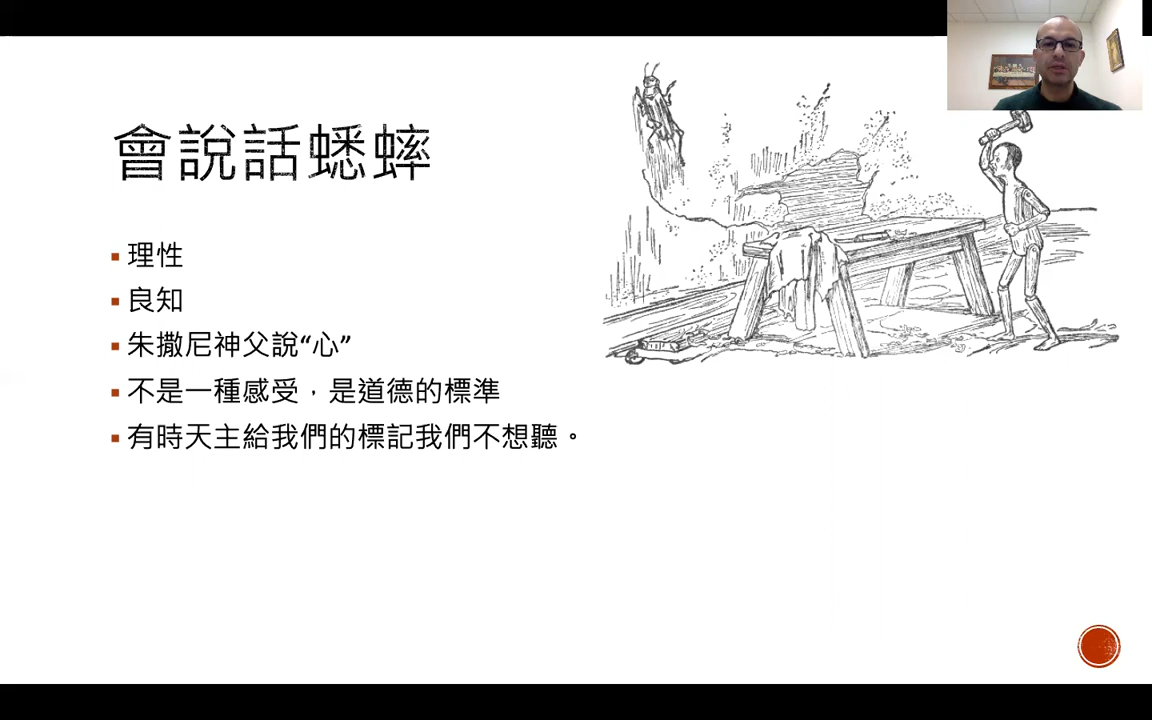 會說話蟋蟀
理性
良知
朱撒尼神父說“心”
不是一種感受，是道德的標準
有時天主給我們的標記我們不想聽。